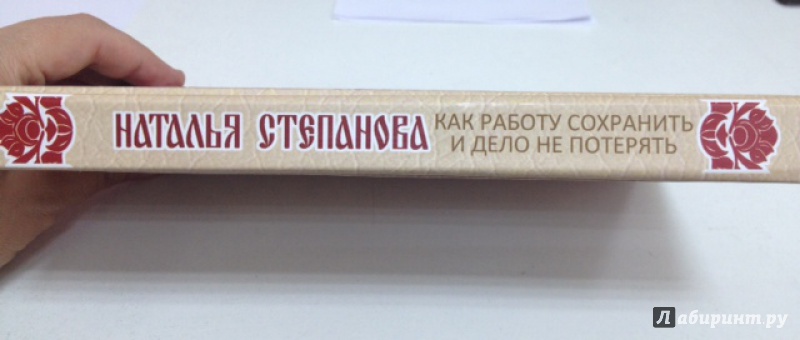 НАТАЛЬЯ СТЕПАНОВА
КАК РАБОТУ СОХРАНИТЬ
И ДЕЛО НЕ ПОТЕРЯТЬ
Лабиринт.ру